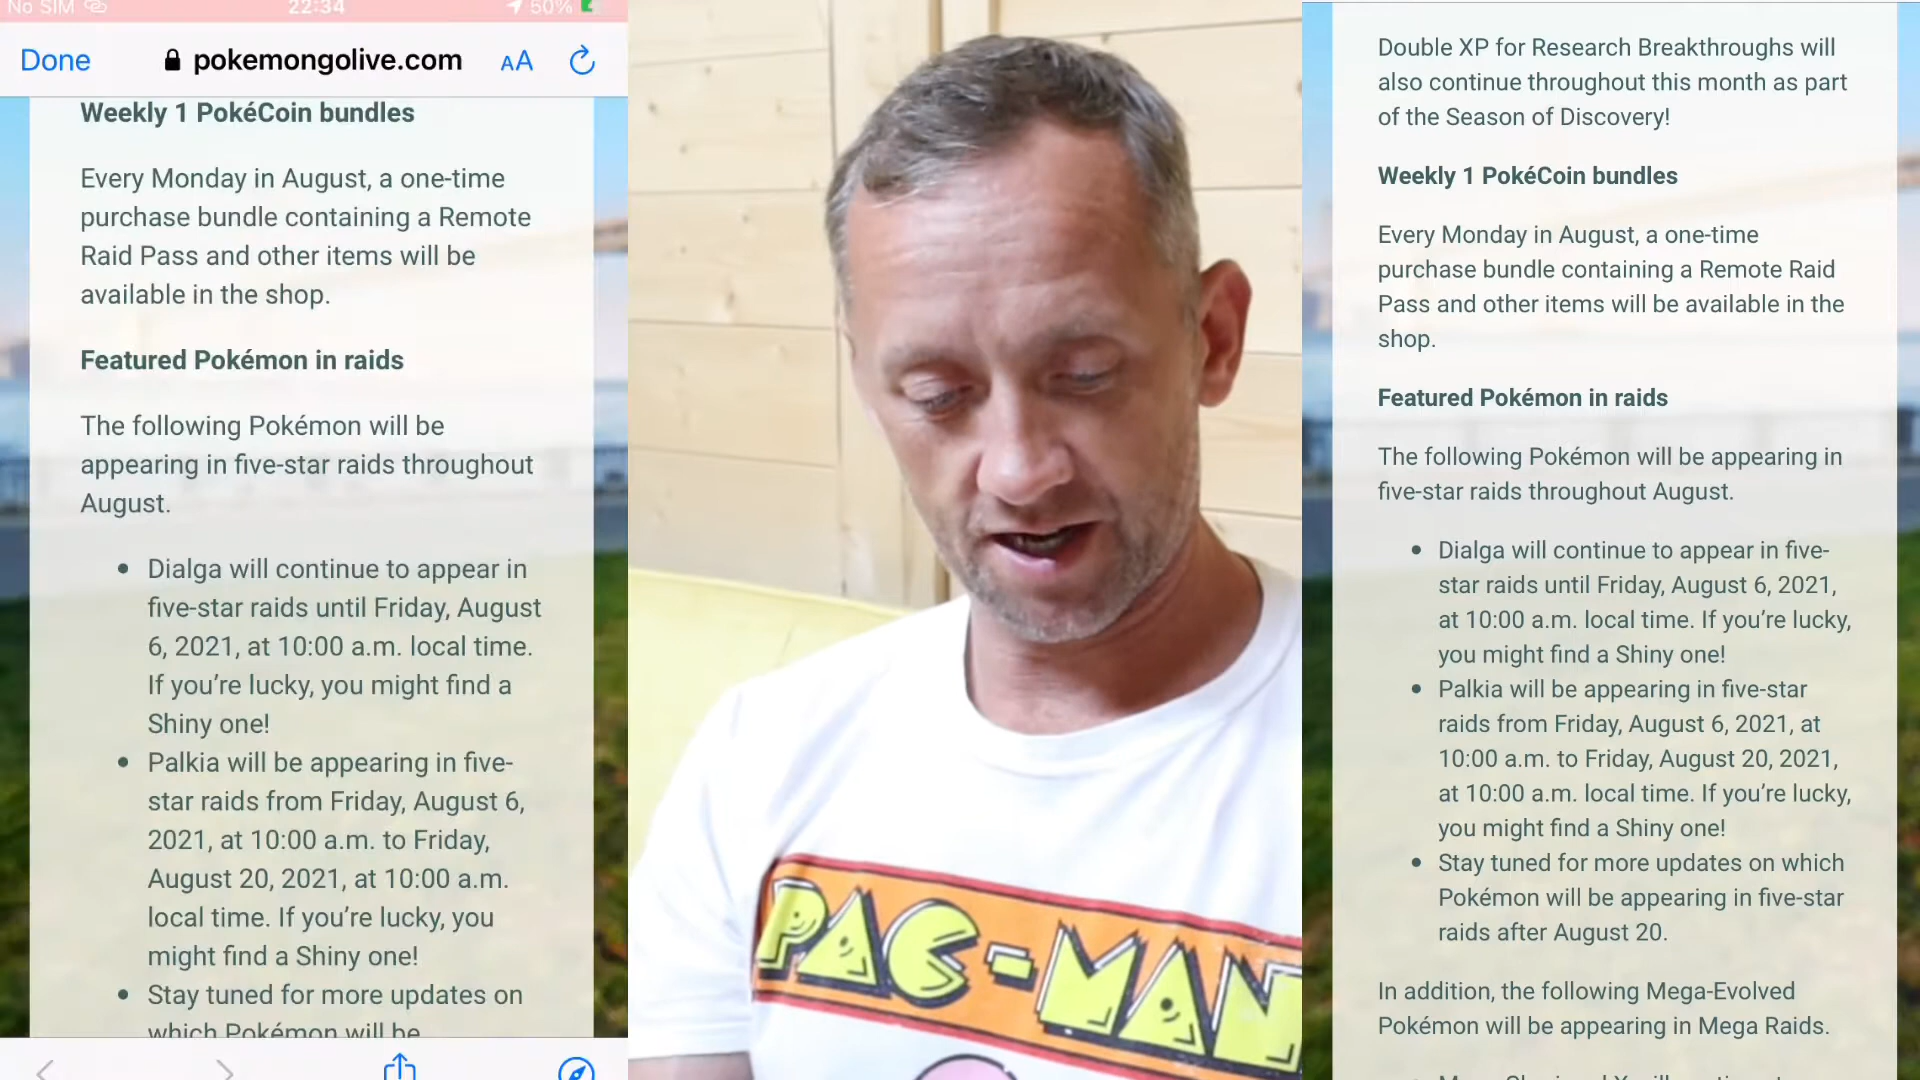 No SIM
22:34
50%
Done
pokemongolive.com
AA
Weekly 1 PokéCoin bundles
Every Monday in August, a one-time
purchase bundle containing a Remote
Raid Pass and other items will be
available in the shop.
Featured Pokémon in raids
The following Pokémon will be
appearing in five-star raids throughout
August.
• Dialga will continue to appear in
five-star raids until Friday, August
6, 2021, at 10:00 a.m. local time.
If you’re lucky, you might find a
Shiny one!
• Palkia will be appearing in five-
star raids from Friday, August 6,
2021, at 10:00 a.m. to Friday,
August 20, 2021, at 10:00 a.m.
local time. If you’re lucky, you
might find a Shiny one!
• Stay tuned for more updates on
which Pokémon will be
PAC-MAN
Double XP for Research Breakthroughs will
also continue throughout this month as part
of the Season of Discovery!
Weekly 1 PokéCoin bundles
Every Monday in August, a one-time
purchase bundle containing a Remote Raid
Pass and other items will be available in the
shop.
Featured Pokémon in raids
The following Pokémon will be appearing in
five-star raids throughout August.
• Dialga will continue to appear in five-
star raids until Friday, August 6, 2021,
at 10:00 a.m. local time. If you’re lucky,
you might find a Shiny one!
• Palkia will be appearing in five-star
raids from Friday, August 6, 2021, at
10:00 a.m. to Friday, August 20, 2021,
at 10:00 a.m. local time. If you’re lucky,
you might find a Shiny one!
• Stay tuned for more updates on which
Pokémon will be appearing in five-star
raids after August 20.
In addition, the following Mega-Evolved
Pokémon will be appearing in Mega Raids.